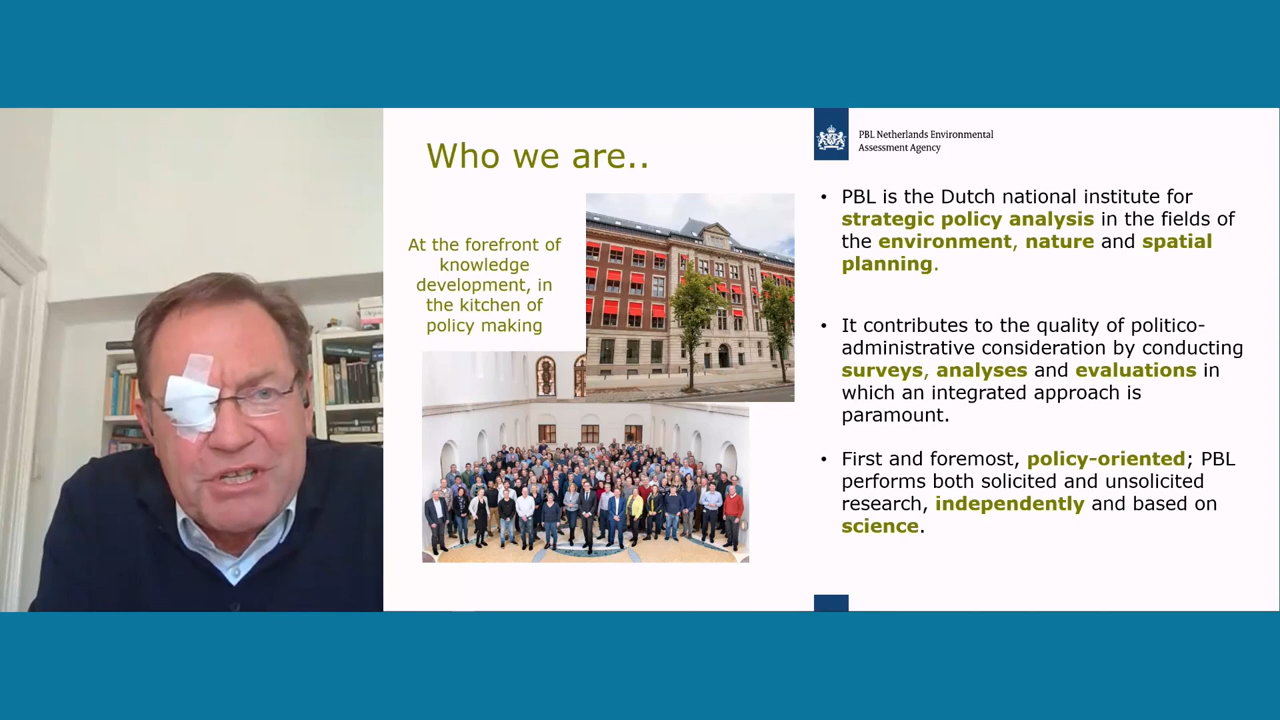 Who we are..
At the forefront of
knowledge
development, in
the kitchen of
policy making
PBL Netherlands Environmental
Assessment Agency
• PBL is the Dutch national institute for
strategic policy analysis in the fields of
the environment, nature and spatial
planning.
• It contributes to the quality of politico-
administrative consideration by conducting
surveys, analyses and evaluations in
which an integrated approach is
paramount.
• First and foremost, policy-oriented; PBL
performs both solicited and unsolicited
research, independently and based on
science.